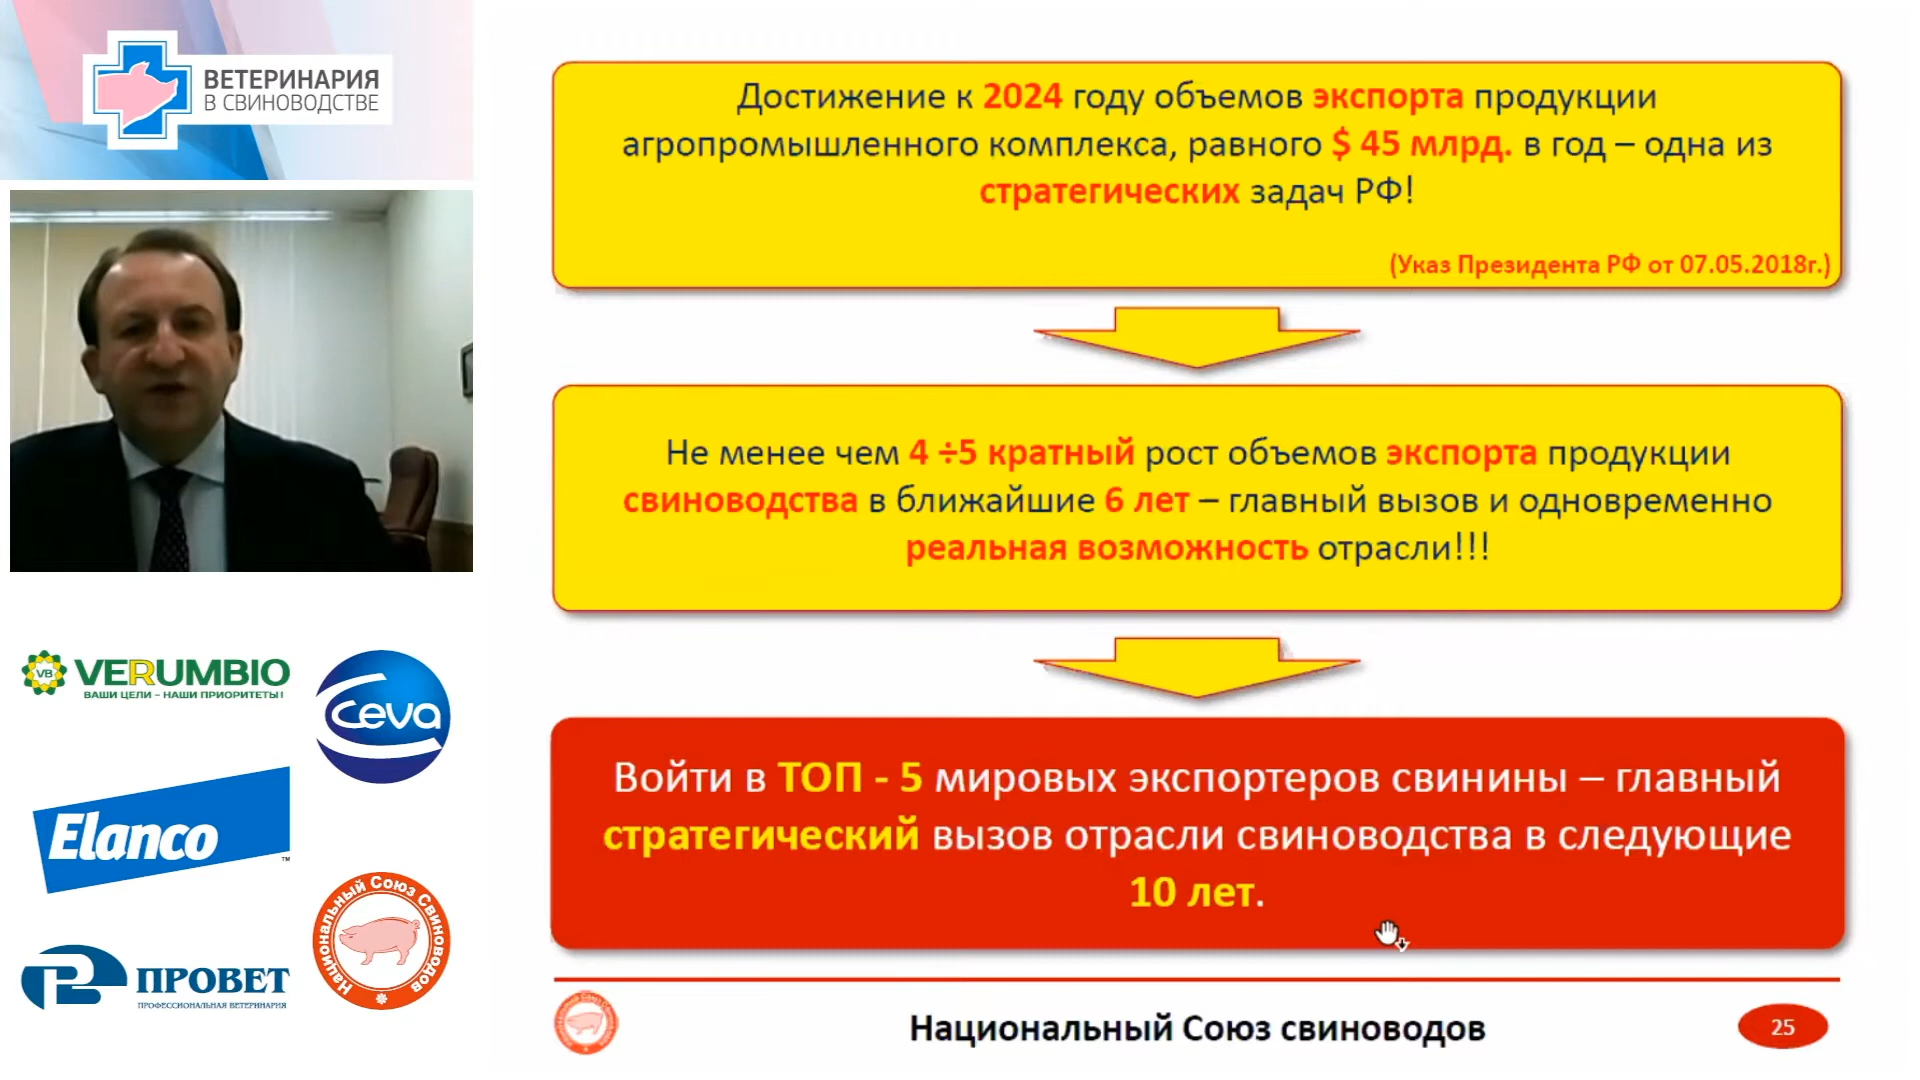 ВЕТЕРИНАРИЯ
В СВИНОВОДСТВЕ
Достижение к 2024 году объемов экспорта продукции
агропромышленного комплекса, равного $ 45 млрд. в год – одна из
стратегических задач РФ!
(Указ Президента РФ от 07.05.2018г.)
Не менее чем 4 ÷5 кратный рост объемов экспорта продукции
свиноводства в ближайшие 6 лет – главный вызов и одновременно
реальная возможность отрасли!!!
Войти в ТОП - 5 мировых экспортеров свинины – главный
стратегический вызов отрасли свиноводства в следующие
10 лет.
Национальный Союз свиноводов
25
VB
VERUMBIO
ВАШИ ЦЕЛИ – НАШИ ПРИОРИТЕТЫ!
Ceva
Elanco
™
Национальный Союз Свиноводов
ПРОВЕТ
ПРОФЕССИОНАЛЬНАЯ ВЕТЕРИНАРИЯ